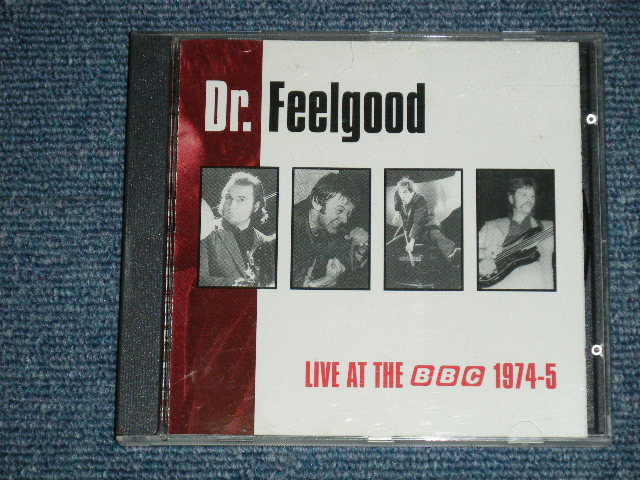 Dr. Feelgood
LIVE AT THE BBC 1974-5